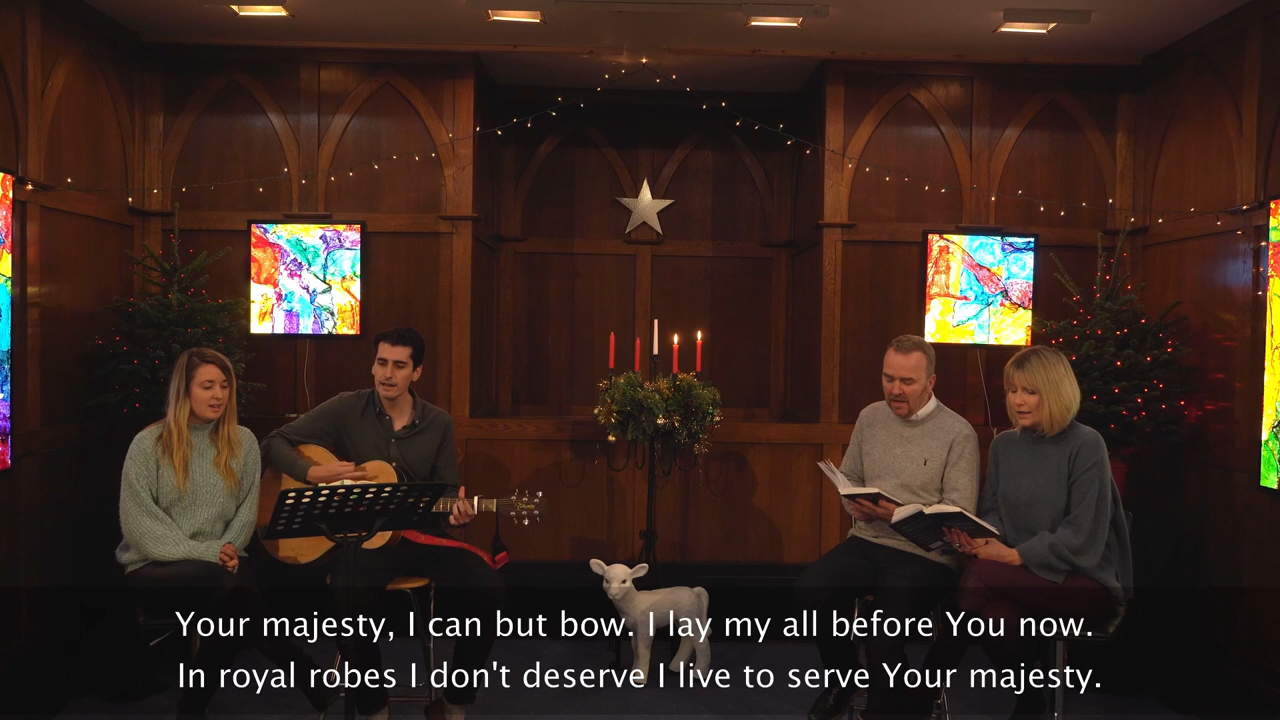 Your majesty, I can but bow. I lay my all before You now.
In royal robes I don't deserve I live to serve Your majesty.